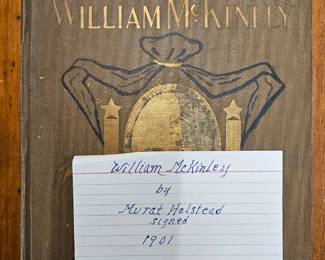 WILLIAM MCKINLEY
William McKinley
by
Murat Halstead
signed
1901